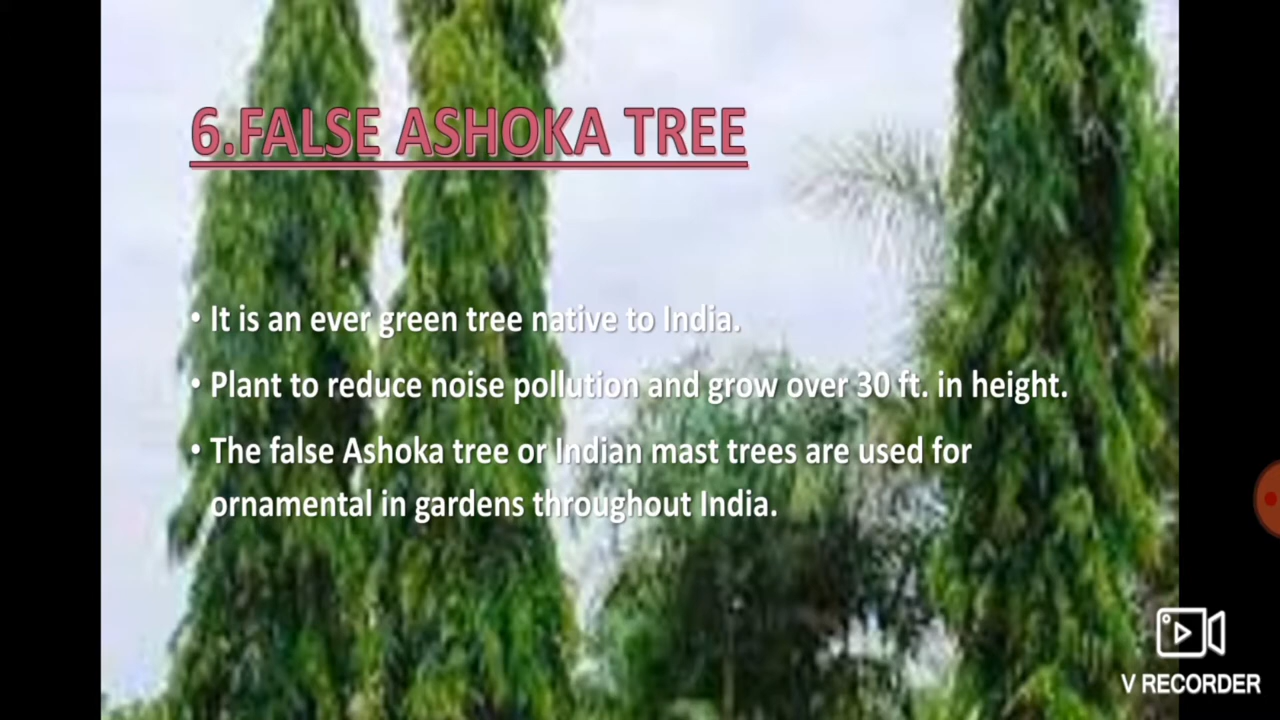 6.FALSE ASHOKA TREE
• It is an ever green tree native to India.
• Plant to reduce noise pollution and grow over 30 ft. in height.
• The false Ashoka tree or Indian mast trees are used for
ornamental in gardens throughout India.
V RECORDER